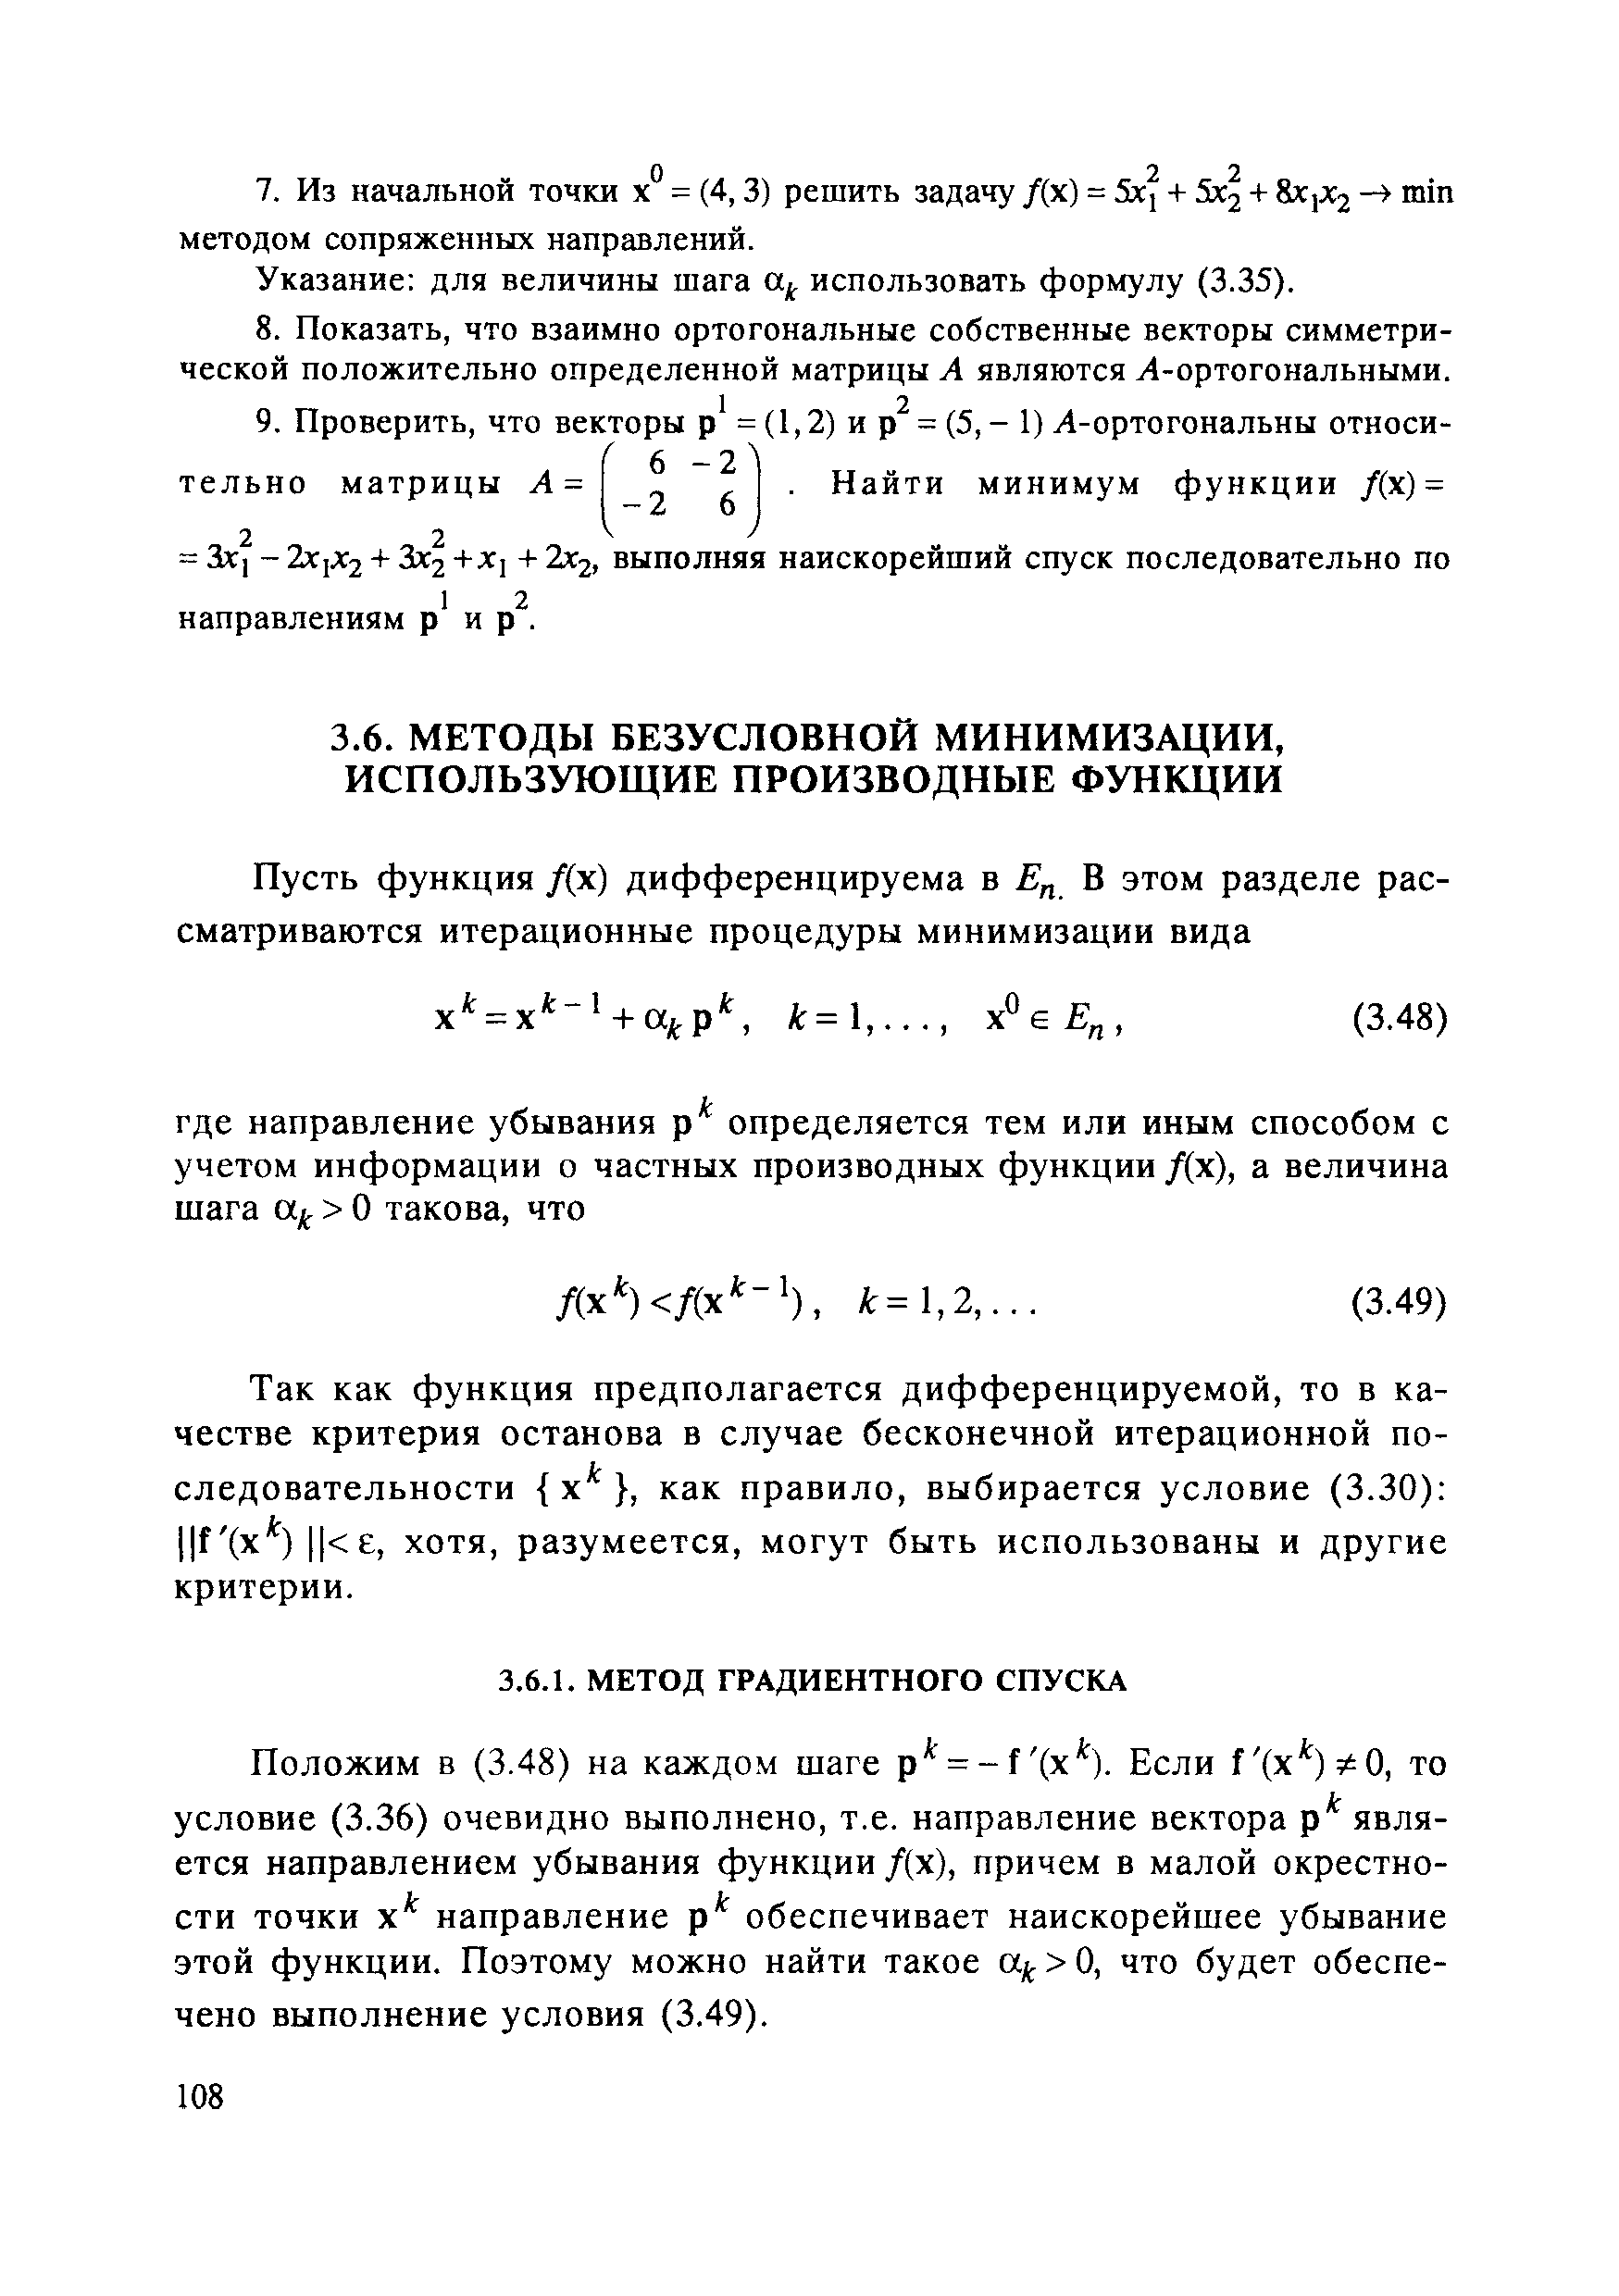 7. Из начальной точки x⁰ = (4, 3) решить задачу f(x) = 5x₁² + 5x₂² + 8x₁x₂ → min
методом сопряженных направлений.
Указание: для величины шага αₖ использовать формулу (3.35).
8. Показать, что взаимно ортогональные собственные векторы симметри-
ческой положительно определенной матрицы A являются A-ортогональными.
9. Проверить, что векторы p¹ = (1, 2) и p² = (5, – 1) A-ортогональны относи-
тельно матрицы A = ( 6 –2 –2 6 ) . Найти минимум функции f(x) =
= 3x₁² – 2x₁x₂ + 3x₂² + x₁ + 2x₂, выполняя наискорейший спуск последовательно по
направлениям p¹ и p².
3.6. МЕТОДЫ БЕЗУСЛОВНОЙ МИНИМИЗАЦИИ,
ИСПОЛЬЗУЮЩИЕ ПРОИЗВОДНЫЕ ФУНКЦИИ
Пусть функция f(x) дифференцируема в Eₙ. В этом разделе рас-
сматриваются итерационные процедуры минимизации вида
xᵏ = xᵏ⁻¹ + αₖ pᵏ, k = 1, . . . , x⁰ ∈ Eₙ , (3.48)
где направление убывания pᵏ определяется тем или иным способом с
учетом информации о частных производных функции f(x), а величина
шага αₖ > 0 такова, что
f(xᵏ) < f(xᵏ⁻¹) , k = 1, 2, . . . (3.49)
Так как функция предполагается дифференцируемой, то в ка-
честве критерия останова в случае бесконечной итерационной по-
следовательности { xᵏ }, как правило, выбирается условие (3.30):
||f ′(xᵏ) ||< ε, хотя, разумеется, могут быть использованы и другие
критерии.
3.6.1. МЕТОД ГРАДИЕНТНОГО СПУСКА
Положим в (3.48) на каждом шаге pᵏ = – f ′(xᵏ). Если f ′(xᵏ) ≠ 0, то
условие (3.36) очевидно выполнено, т.е. направление вектора pᵏ явля-
ется направлением убывания функции f(x), причем в малой окрестно-
сти точки xᵏ направление pᵏ обеспечивает наискорейшее убывание
этой функции. Поэтому можно найти такое αₖ > 0, что будет обеспе-
чено выполнение условия (3.49).
108